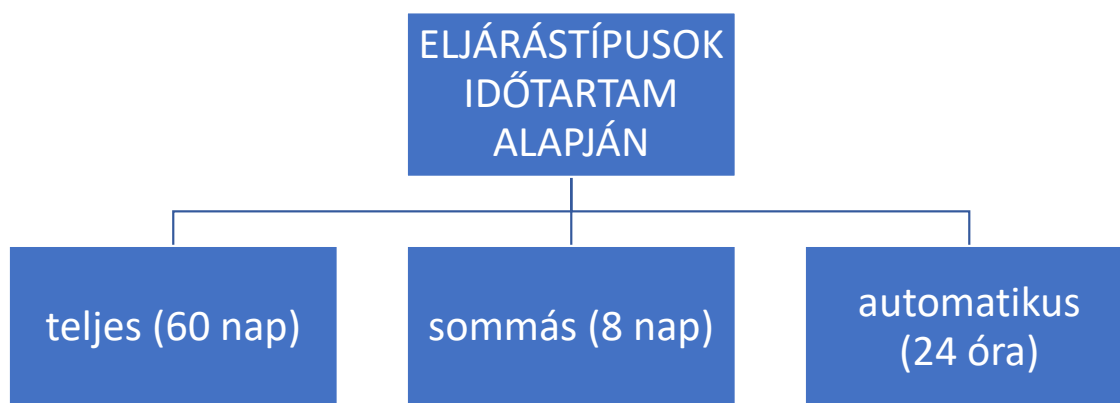 ELJÁRÁSTÍPUSOK
IDŐTARTAM
ALAPJÁN
teljes (60 nap)
sommás (8 nap)
automatikus
(24 óra)